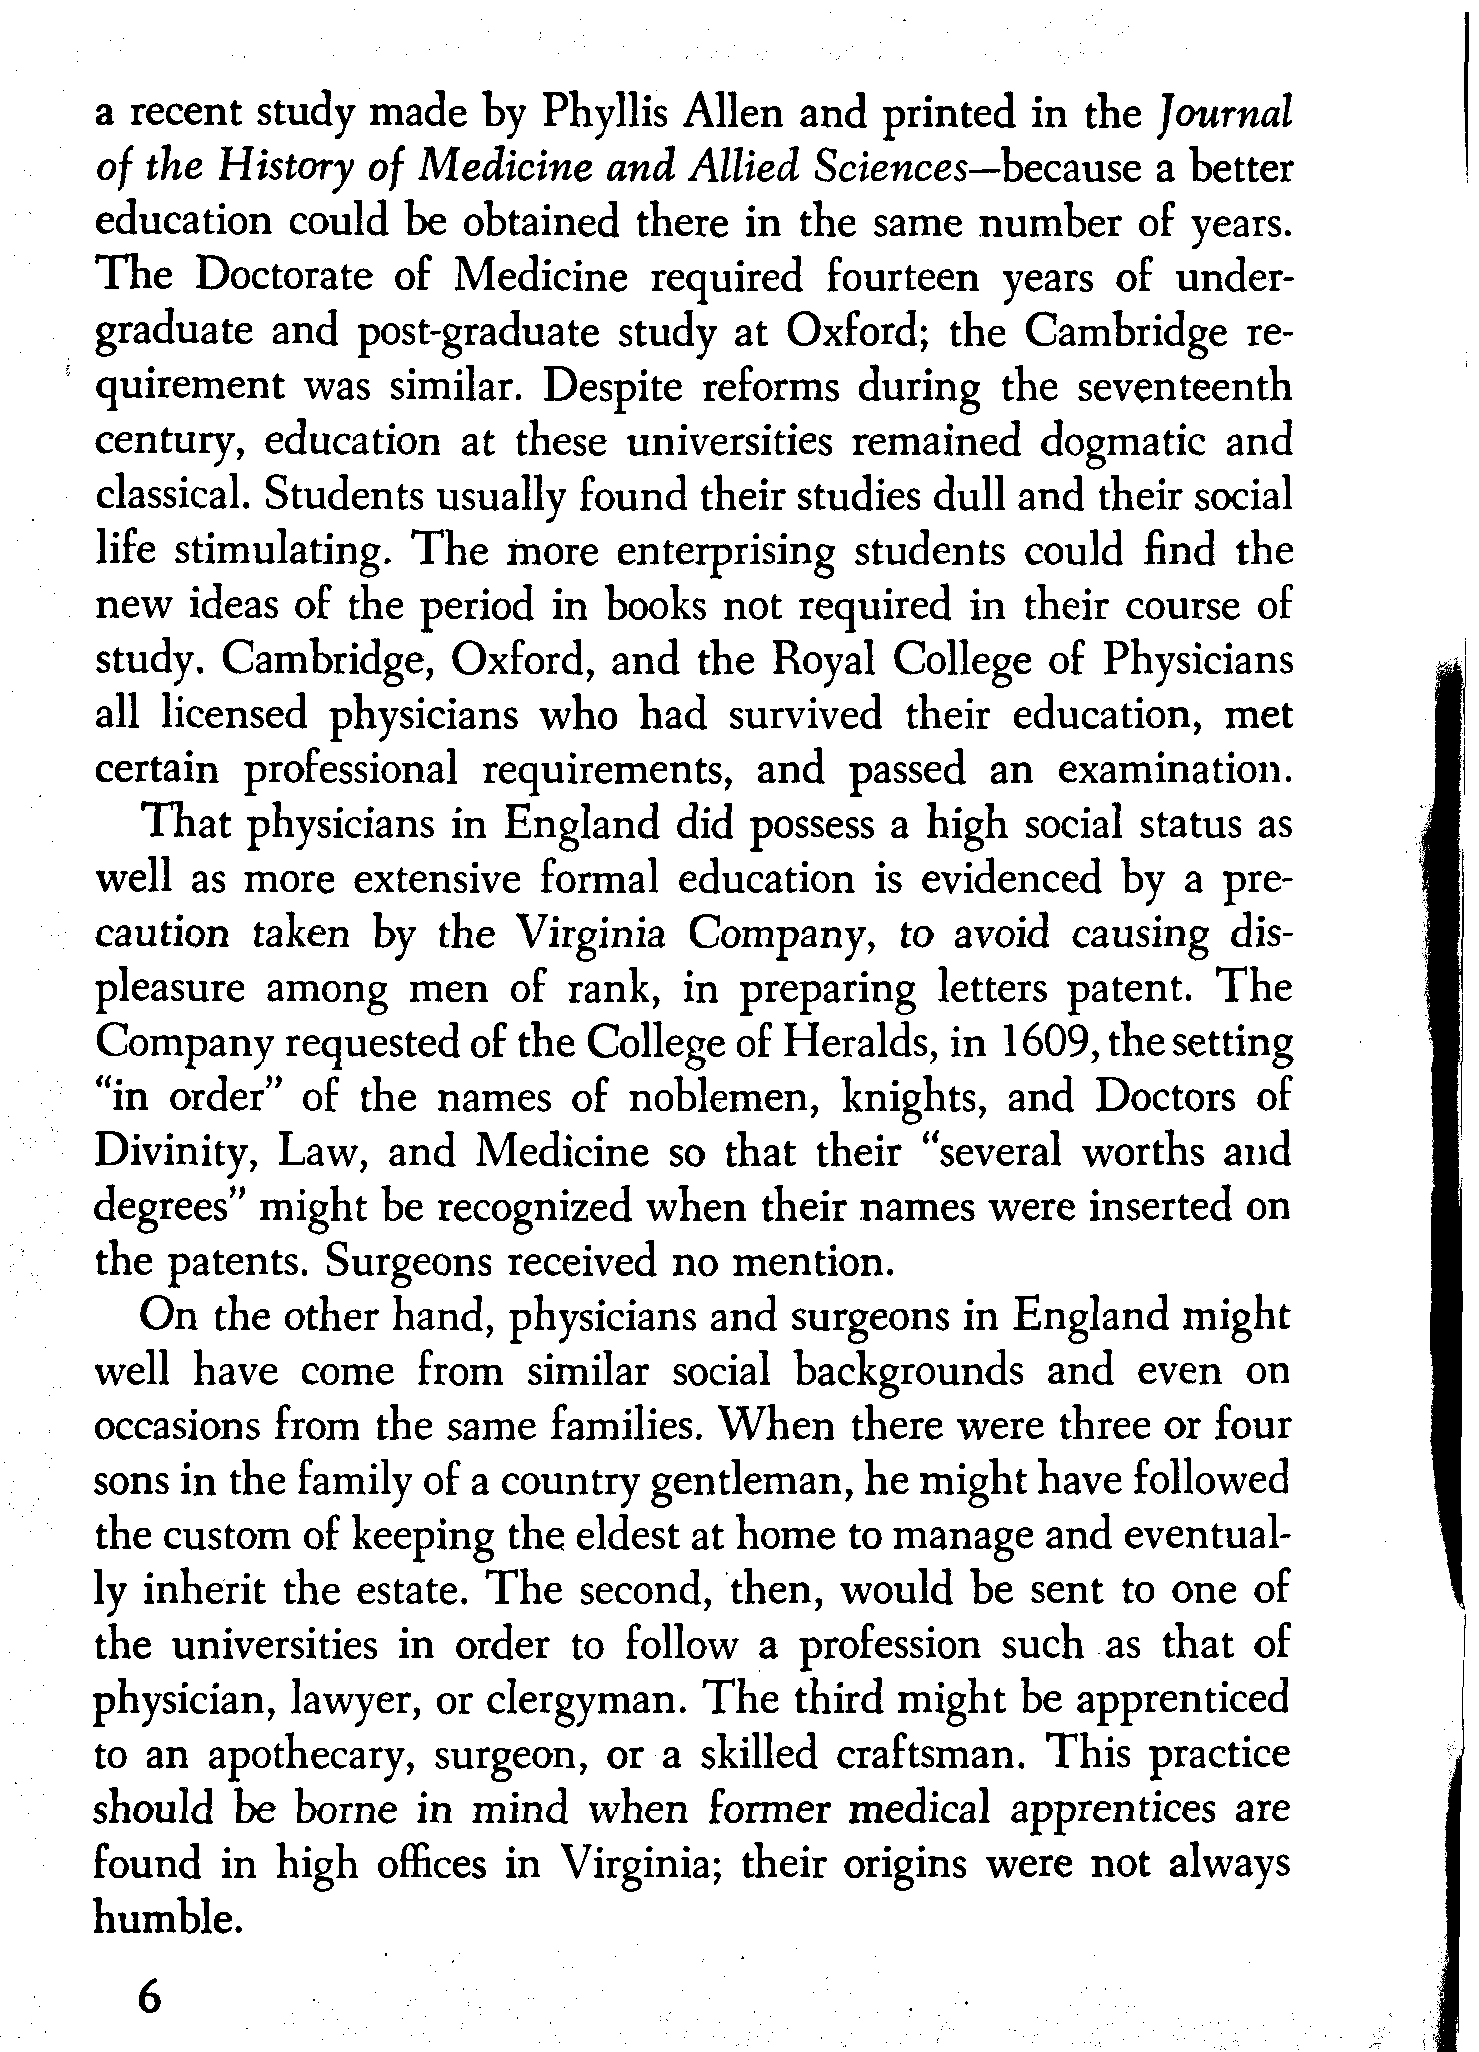 a recent study made by Phyllis Allen and printed in the Journal
of the History of Medicine and Allied Sciences—because a better
education could be obtained there in the same number of years.
The Doctorate of Medicine required fourteen years of under-
graduate and post-graduate study at Oxford; the Cambridge re-
quirement was similar. Despite reforms during the seventeenth
century, education at these universities remained dogmatic and
classical. Students usually found their studies dull and their social
life stimulating. The more enterprising students could find the
new ideas of the period in books not required in their course of
study. Cambridge, Oxford, and the Royal College of Physicians
all licensed physicians who had survived their education, met
certain professional requirements, and passed an examination.
That physicians in England did possess a high social status as
well as more extensive formal education is evidenced by a pre-
caution taken by the Virginia Company, to avoid causing dis-
pleasure among men of rank, in preparing letters patent. The
Company requested of the College of Heralds, in 1609, the setting
"in order" of the names of noblemen, knights, and Doctors of
Divinity, Law, and Medicine so that their "several worths and
degrees" might be recognized when their names were inserted on
the patents. Surgeons received no mention.
On the other hand, physicians and surgeons in England might
well have come from similar social backgrounds and even on
occasions from the same families. When there were three or four
sons in the family of a country gentleman, he might have followed
the custom of keeping the eldest at home to manage and eventual-
ly inherit the estate. The second, then, would be sent to one of
the universities in order to follow a profession such as that of
physician, lawyer, or clergyman. The third might be apprenticed
to an apothecary, surgeon, or a skilled craftsman. This practice
should be borne in mind when former medical apprentices are
found in high offices in Virginia; their origins were not always
humble.
6